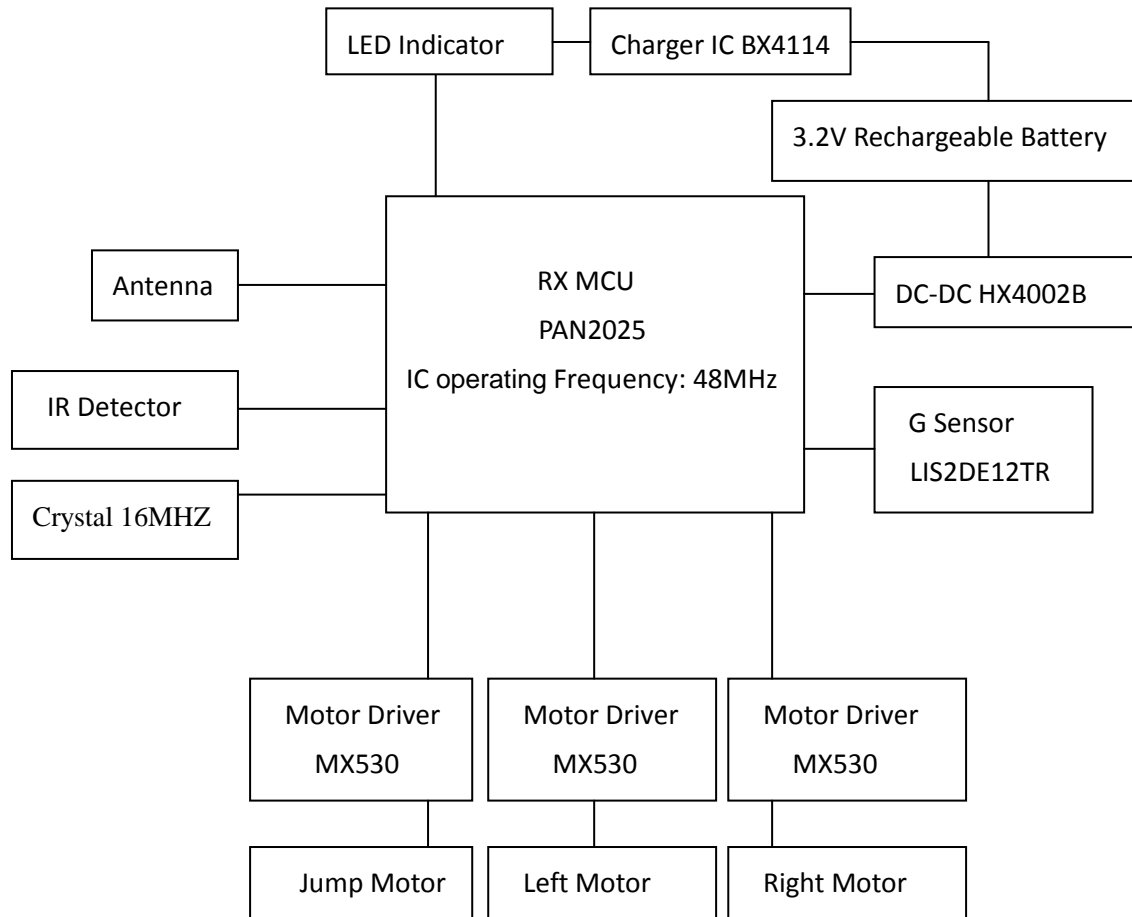 LED Indicator
Charger IC BX4114
3.2V Rechargeable Battery
RX MCU
PAN2025
IC operating Frequency: 48MHz
Antenna
DC-DC HX4002B
IR Detector
G Sensor
LIS2DE12TR
Crystal 16MHZ
Motor Driver
MX530
Motor Driver
MX530
Motor Driver
MX530
Jump Motor
Left Motor
Right Motor